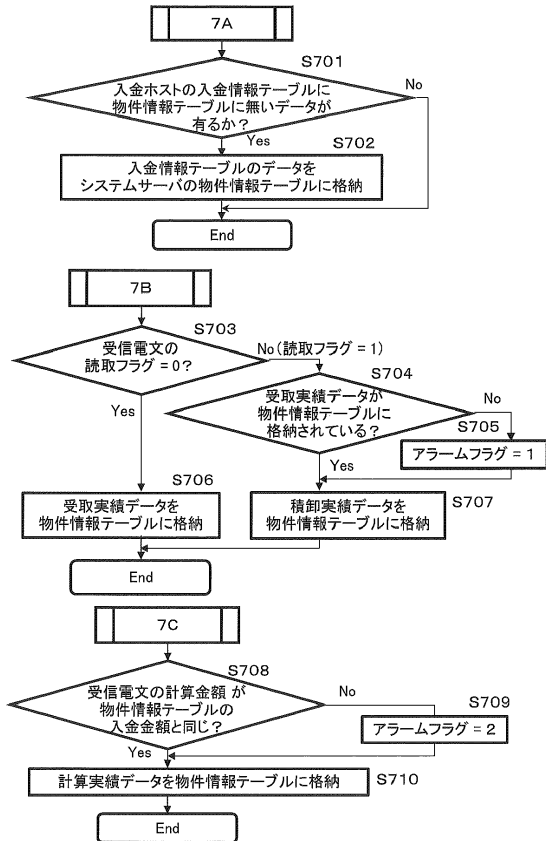 7A
S701
入金ホストの入金情報テーブルに
物件情報テーブルに無いデータが
有るか？
No
Yes
S702
入金情報テーブルのデータを
システムサーバの物件情報テーブルに格納
End
7B
S703
受信電文の
読取フラグ = 0?
No(読取フラグ = 1)
S704
受取実績データが
物件情報テーブルに
格納されている？
No
S705
アラームフラグ = 1
Yes
Yes
S706
受取実績データを
物件情報テーブルに格納
積卸実績データを
物件情報テーブルに格納
S707
End
7C
S708
受信電文の計算金額 が
物件情報テーブルの
入金金額と同じ？
No
S709
アラームフラグ = 2
Yes
計算実績データを物件情報テーブルに格納
S710
End